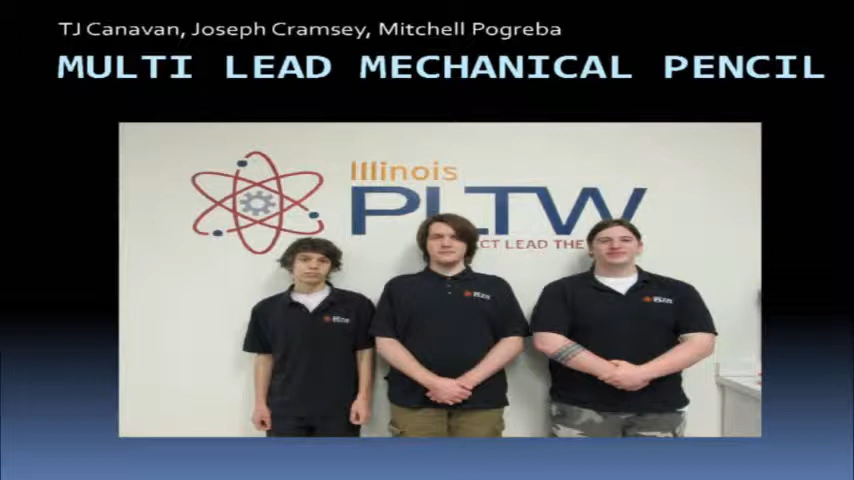 TJ Canavan, Joseph Cramsey, Mitchell Pogreba
MULTI LEAD MECHANICAL PENCIL
Illinois
PLTW
CT LEAD THE